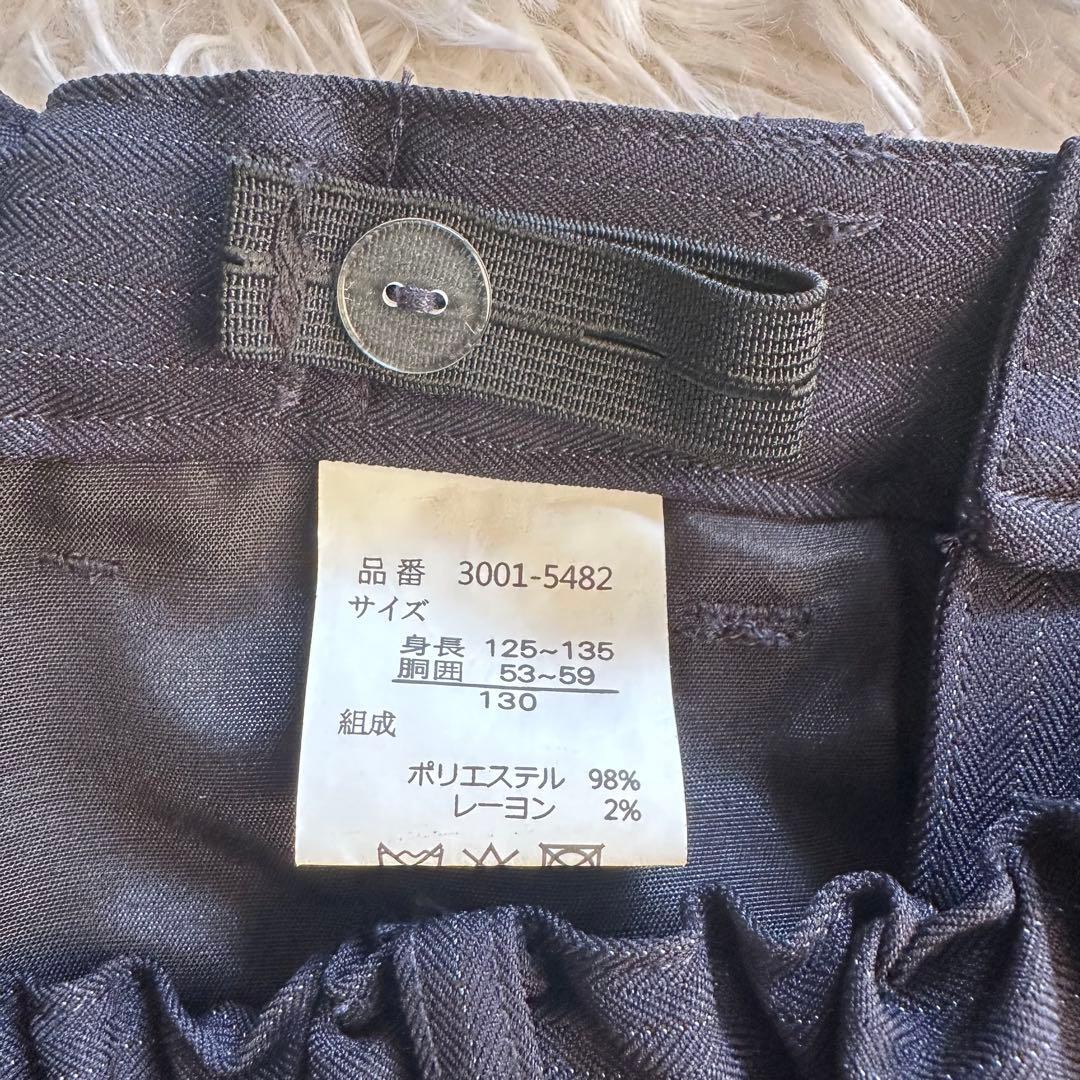 品番 3001-5482
サイズ
身長 125~135
胴囲 53~59
130
組成
ポリエステル 98%
レーヨン 2%